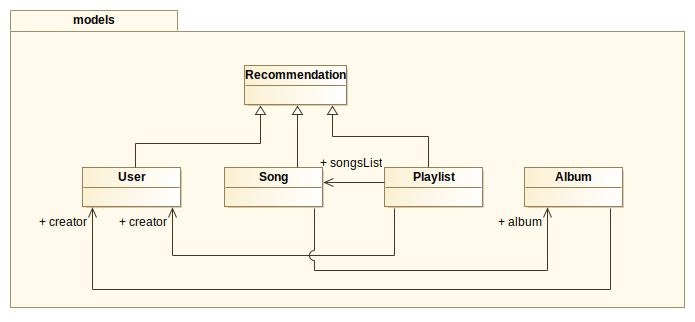 models
Recommendation
+ songsList
User
Song
Playlist
Album
+ creator
+ creator
+ album